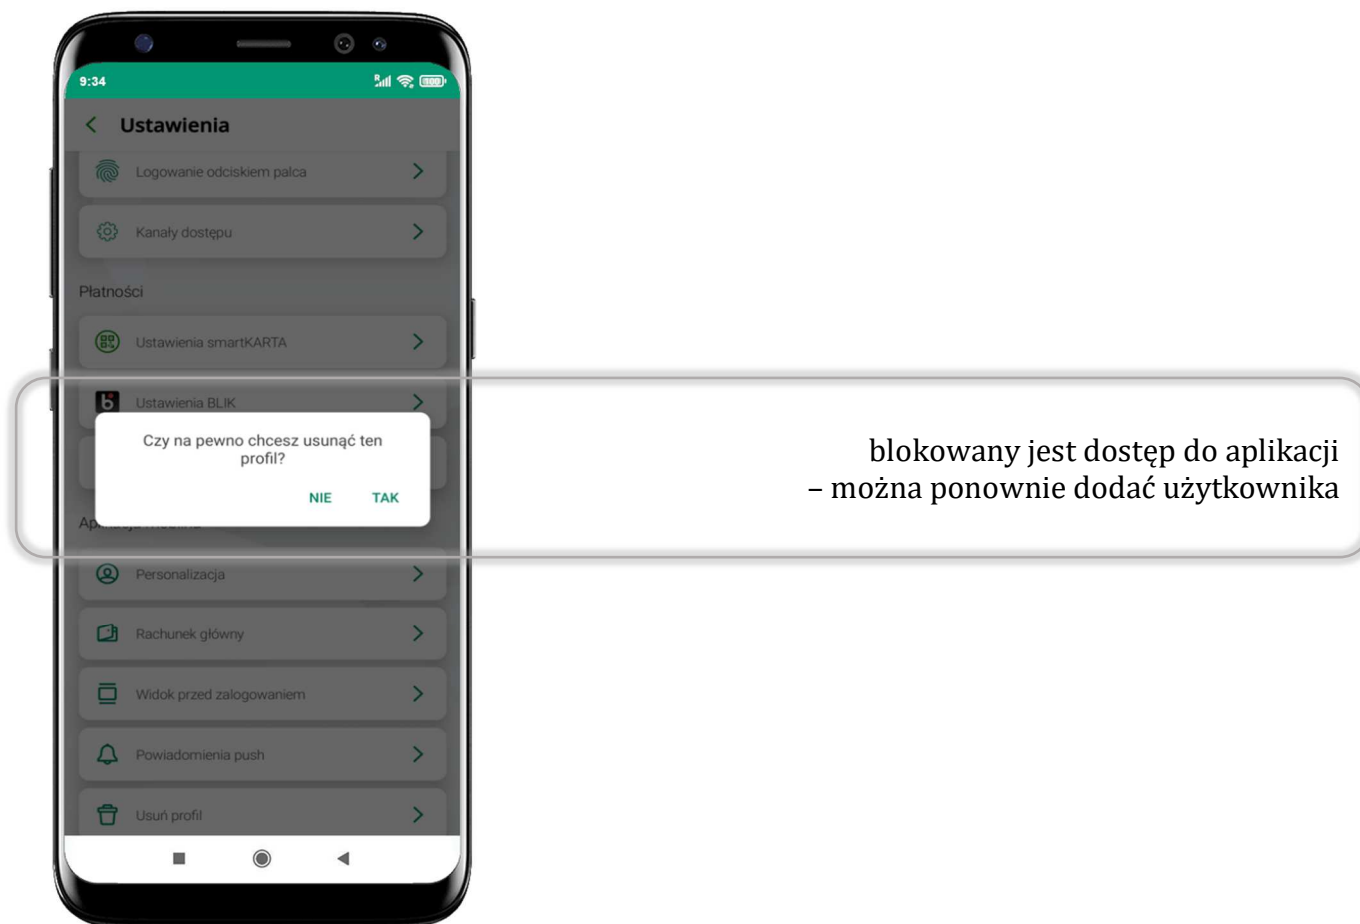 9:34
Ustawienia
Logowanie odciskiem palca
Kanały dostępu
Płatności
Ustawienia smartKARTA
Ustawienia BLIK
Czy na pewno chcesz usunąć ten
profil?
NIE TAK
blokowany jest dostęp do aplikacji
– można ponownie dodać użytkownika
Personalizacja
Rachunek główny
Widok przed zalogowaniem
Powiadomienia push
Usuń profil